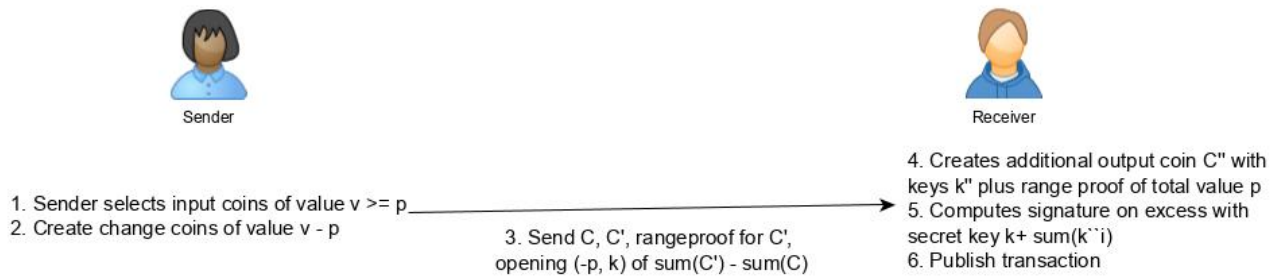 Sender
Receiver
1. Sender selects input coins of value v >= p
2. Create change coins of value v - p
3. Send C, C', rangeproof for C',
opening (-p, k) of sum(C') - sum(C)
4. Creates additional output coin C" with
keys k" plus range proof of total value p
5. Computes signature on excess with
secret key k+ sum(k``i)
6. Publish transaction